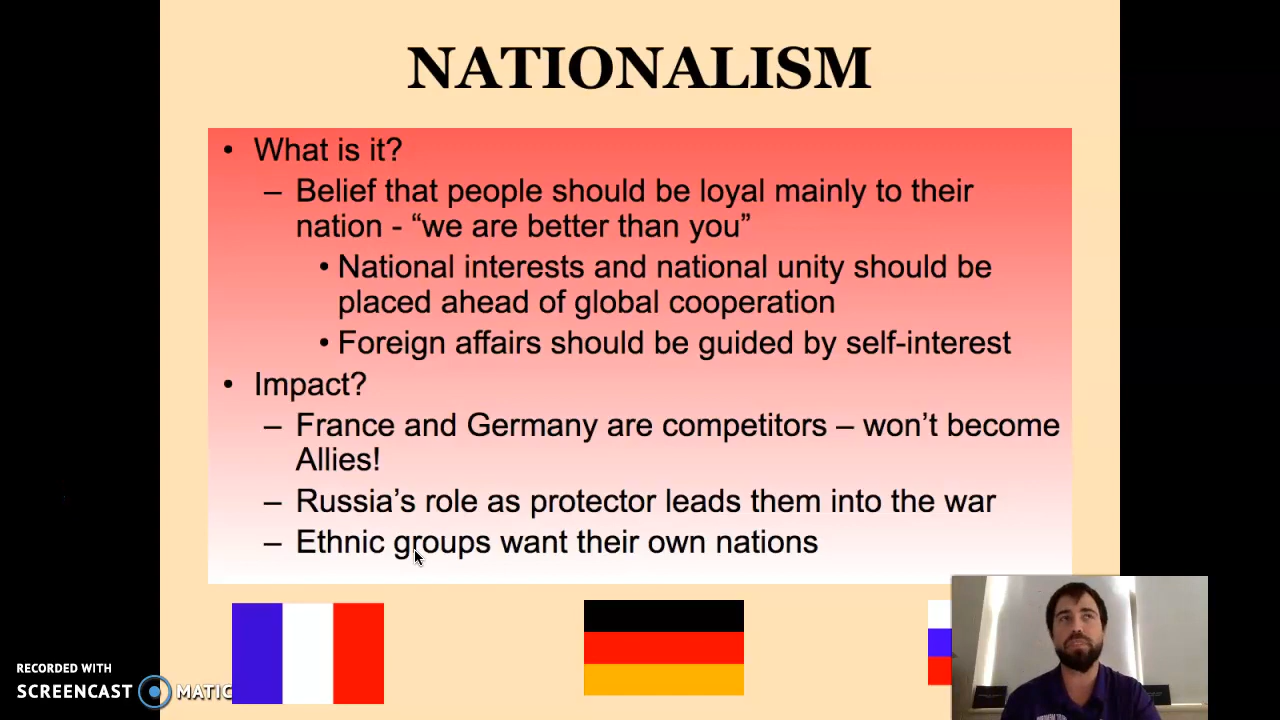 NATIONALISM
• What is it?
– Belief that people should be loyal mainly to their
nation - “we are better than you”
• National interests and national unity should be
placed ahead of global cooperation
• Foreign affairs should be guided by self-interest
• Impact?
– France and Germany are competitors – won’t become
Allies!
– Russia’s role as protector leads them into the war
– Ethnic groups want their own nations
RECORDED WITH
SCREENCAST MATIC